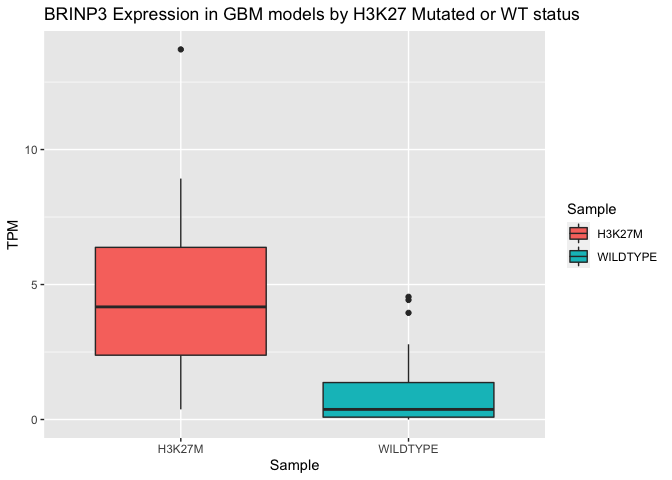 BRINP3 Expression in GBM models by H3K27 Mutated or WT status
TPM
10
5
0
H3K27M
WILDTYPE
Sample
Sample
H3K27M
WILDTYPE